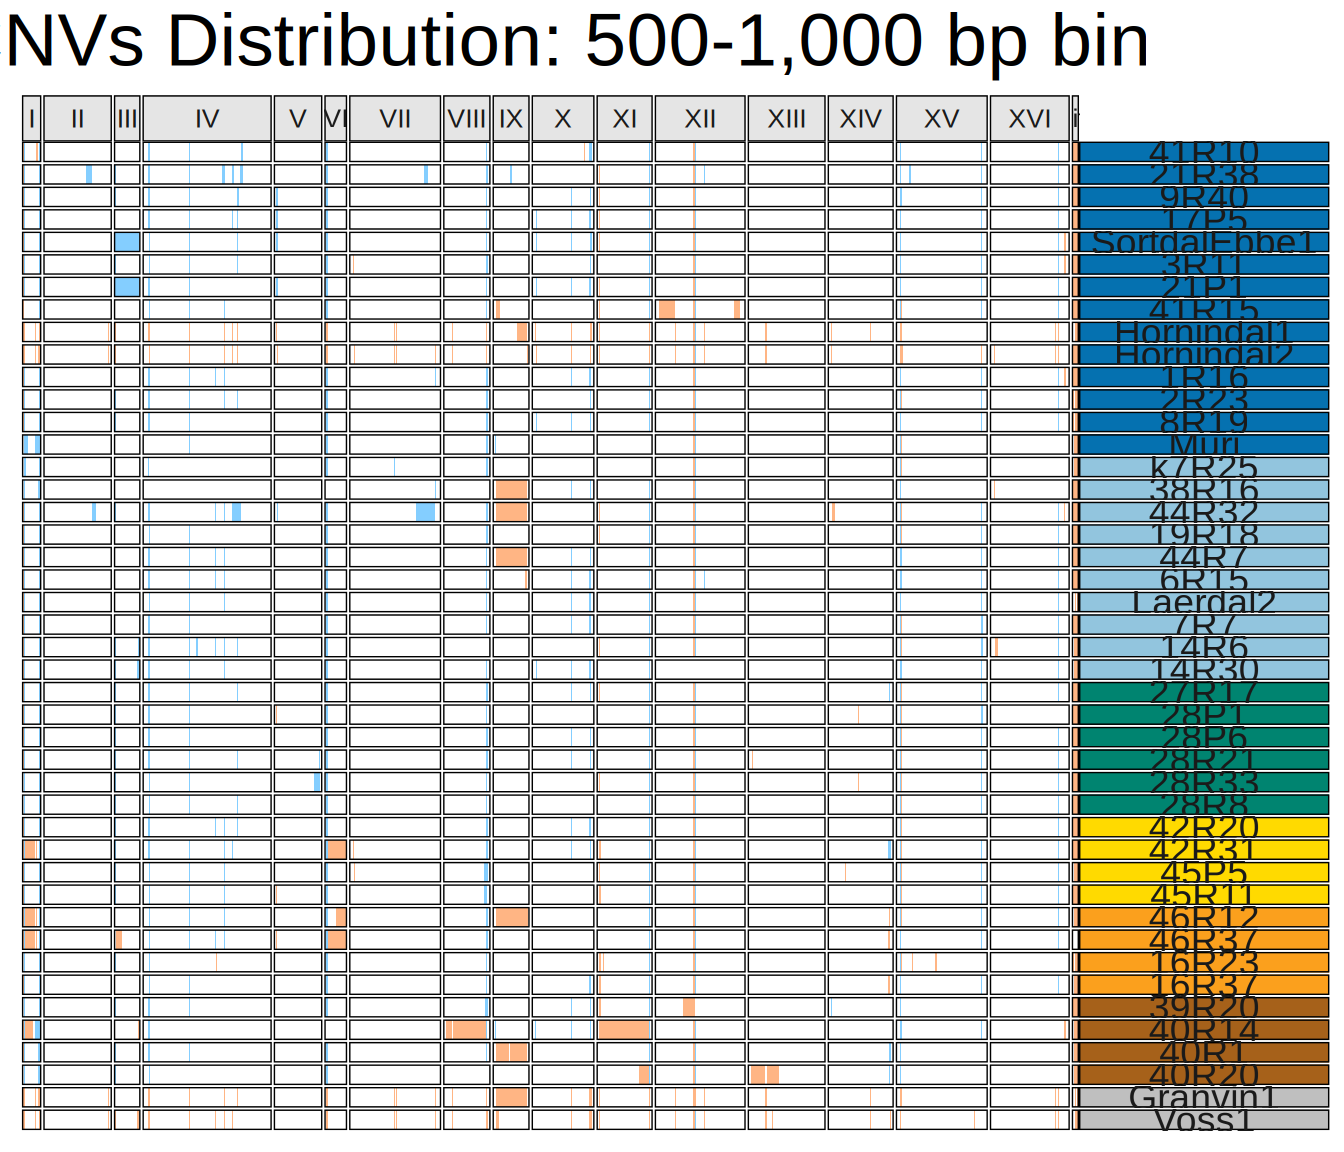 NVs Distribution: 500-1,000 bp bin
I II III IV V VI VII VIII IX X XI XII XIII XIV XV XVI
41R10
21R38
9R40
17P5
SortdalEbbe1
3R11
21P1
41R15
Hornindal1
Hornindal2
1R16
2R23
8R19
Muri
k7R25
38R16
44R32
19R18
44R7
6R15
Laerdal2
7R7
14R6
14R30
27R17
28P1
28P6
28R21
28R33
28R8
42R20
42R31
45P5
45R11
46R12
46R37
16R23
16R37
39R20
40R14
40R1
40R20
Granvin1
Voss1